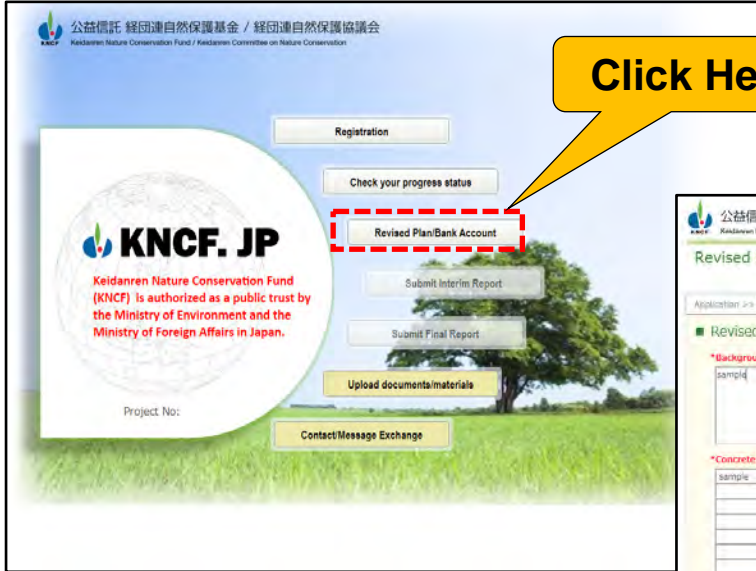 公益信託 経団連自然保護基金 / 経団連自然保護協議会
KNCF Keidanren Nature Conservation Fund / Keidanren Committee on Nature Conservation
Click He
Registration
Check your progress status
Revised Plan/Bank Account
Submit Interim Report
Submit Final Report
Upload documents/materials
Contact/Message Exchange
KNCF. JP
Keidanren Nature Conservation Fund
(KNCF) is authorized as a public trust by
the Ministry of Environment and the
Ministry of Foreign Affairs in Japan.
Project No:
公益信
KNCF Keidanren
Revised
Application >>
■ Revised
*Backgrou
sample
*Concrete
sample